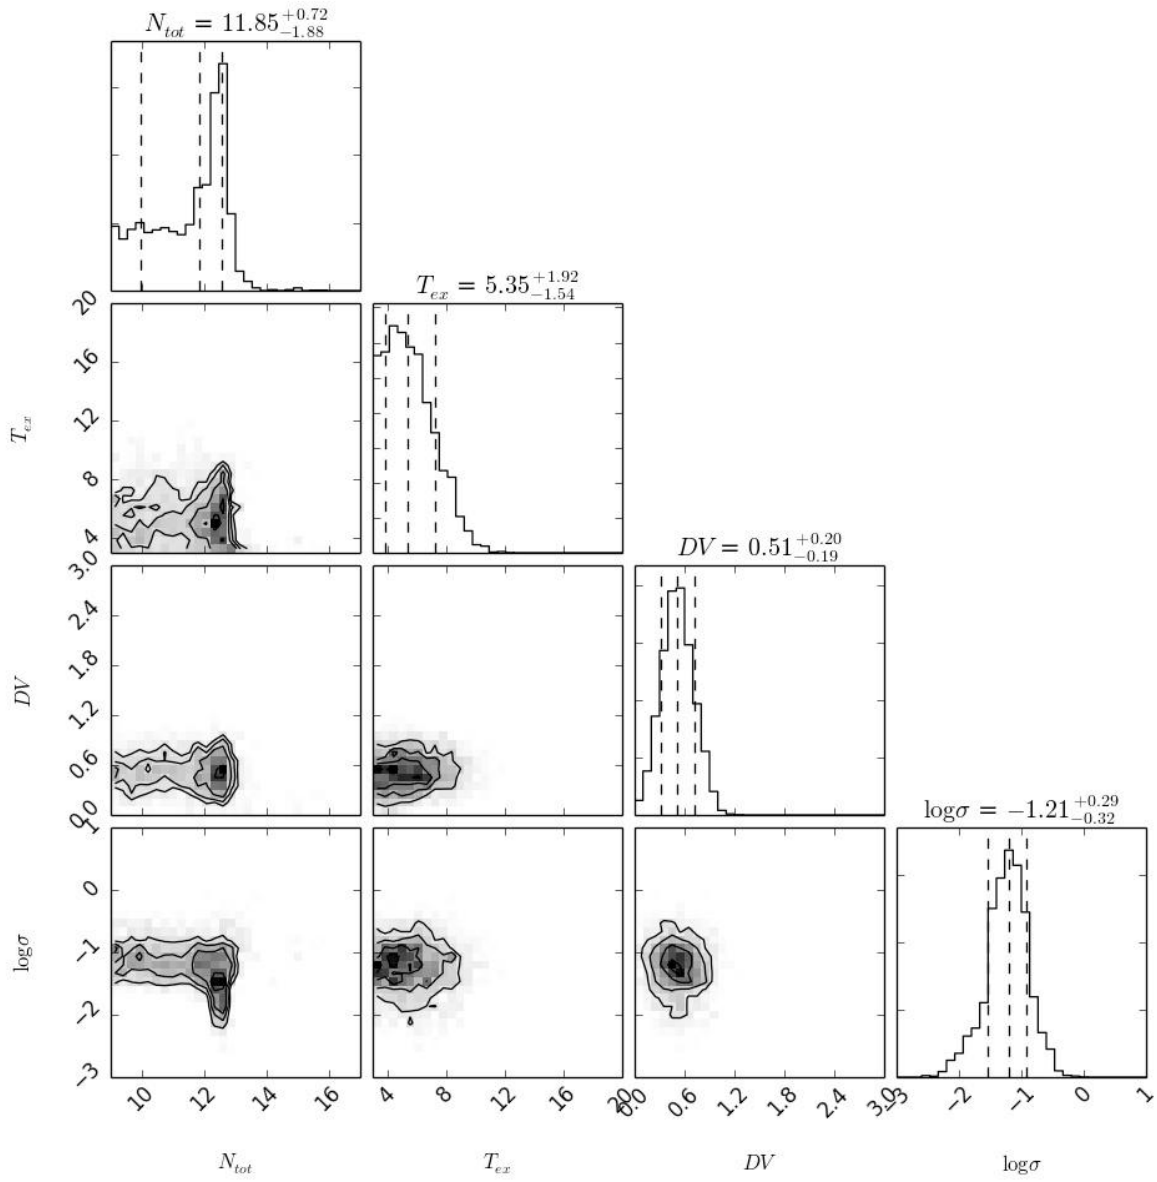 N_tot = 11.85 +0.72 −1.88
T_ex = 5.35 +1.92 −1.54
20
16
12
8
4
T_ex
DV = 0.51 +0.20 −0.19
3.0
2.4
1.8
1.2
0.6
0.0
DV
logσ = −1.21 +0.29 −0.32
1
0
−1
−2
−3
logσ
10 12 14 16
4 8 12 16 20
0.0 0.6 1.2 1.8 2.4 3.0
−3 −2 −1 0 1
N_tot T_ex DV logσ